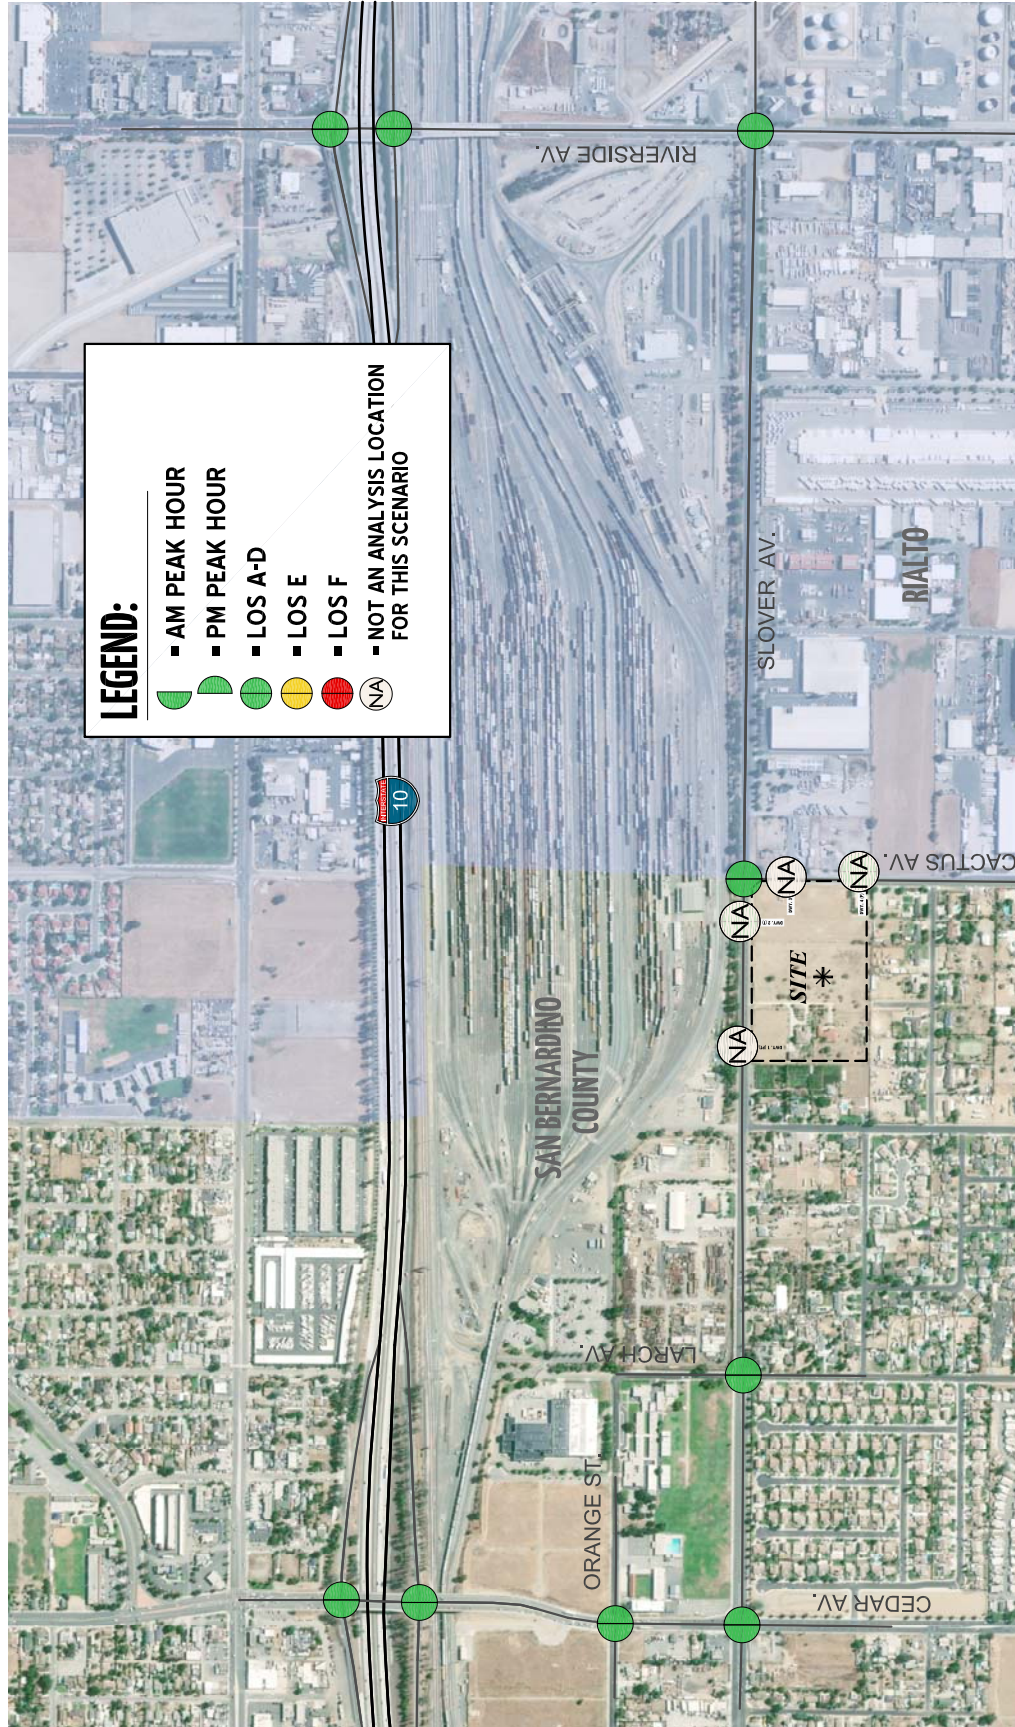 LEGEND:
- AM PEAK HOUR
- PM PEAK HOUR
- LOS A-D
- LOS E
- LOS F
NA - NOT AN ANALYSIS LOCATION
FOR THIS SCENARIO
RIVERSIDE AV.
INTERSTATE
10
SLOVER AV.
RIALTO
CACTUS AV.
NA
NA
NA
NA
SITE
SAN BERNARDINO
COUNTY
LARCH AV.
ORANGE ST.
CEDAR AV.